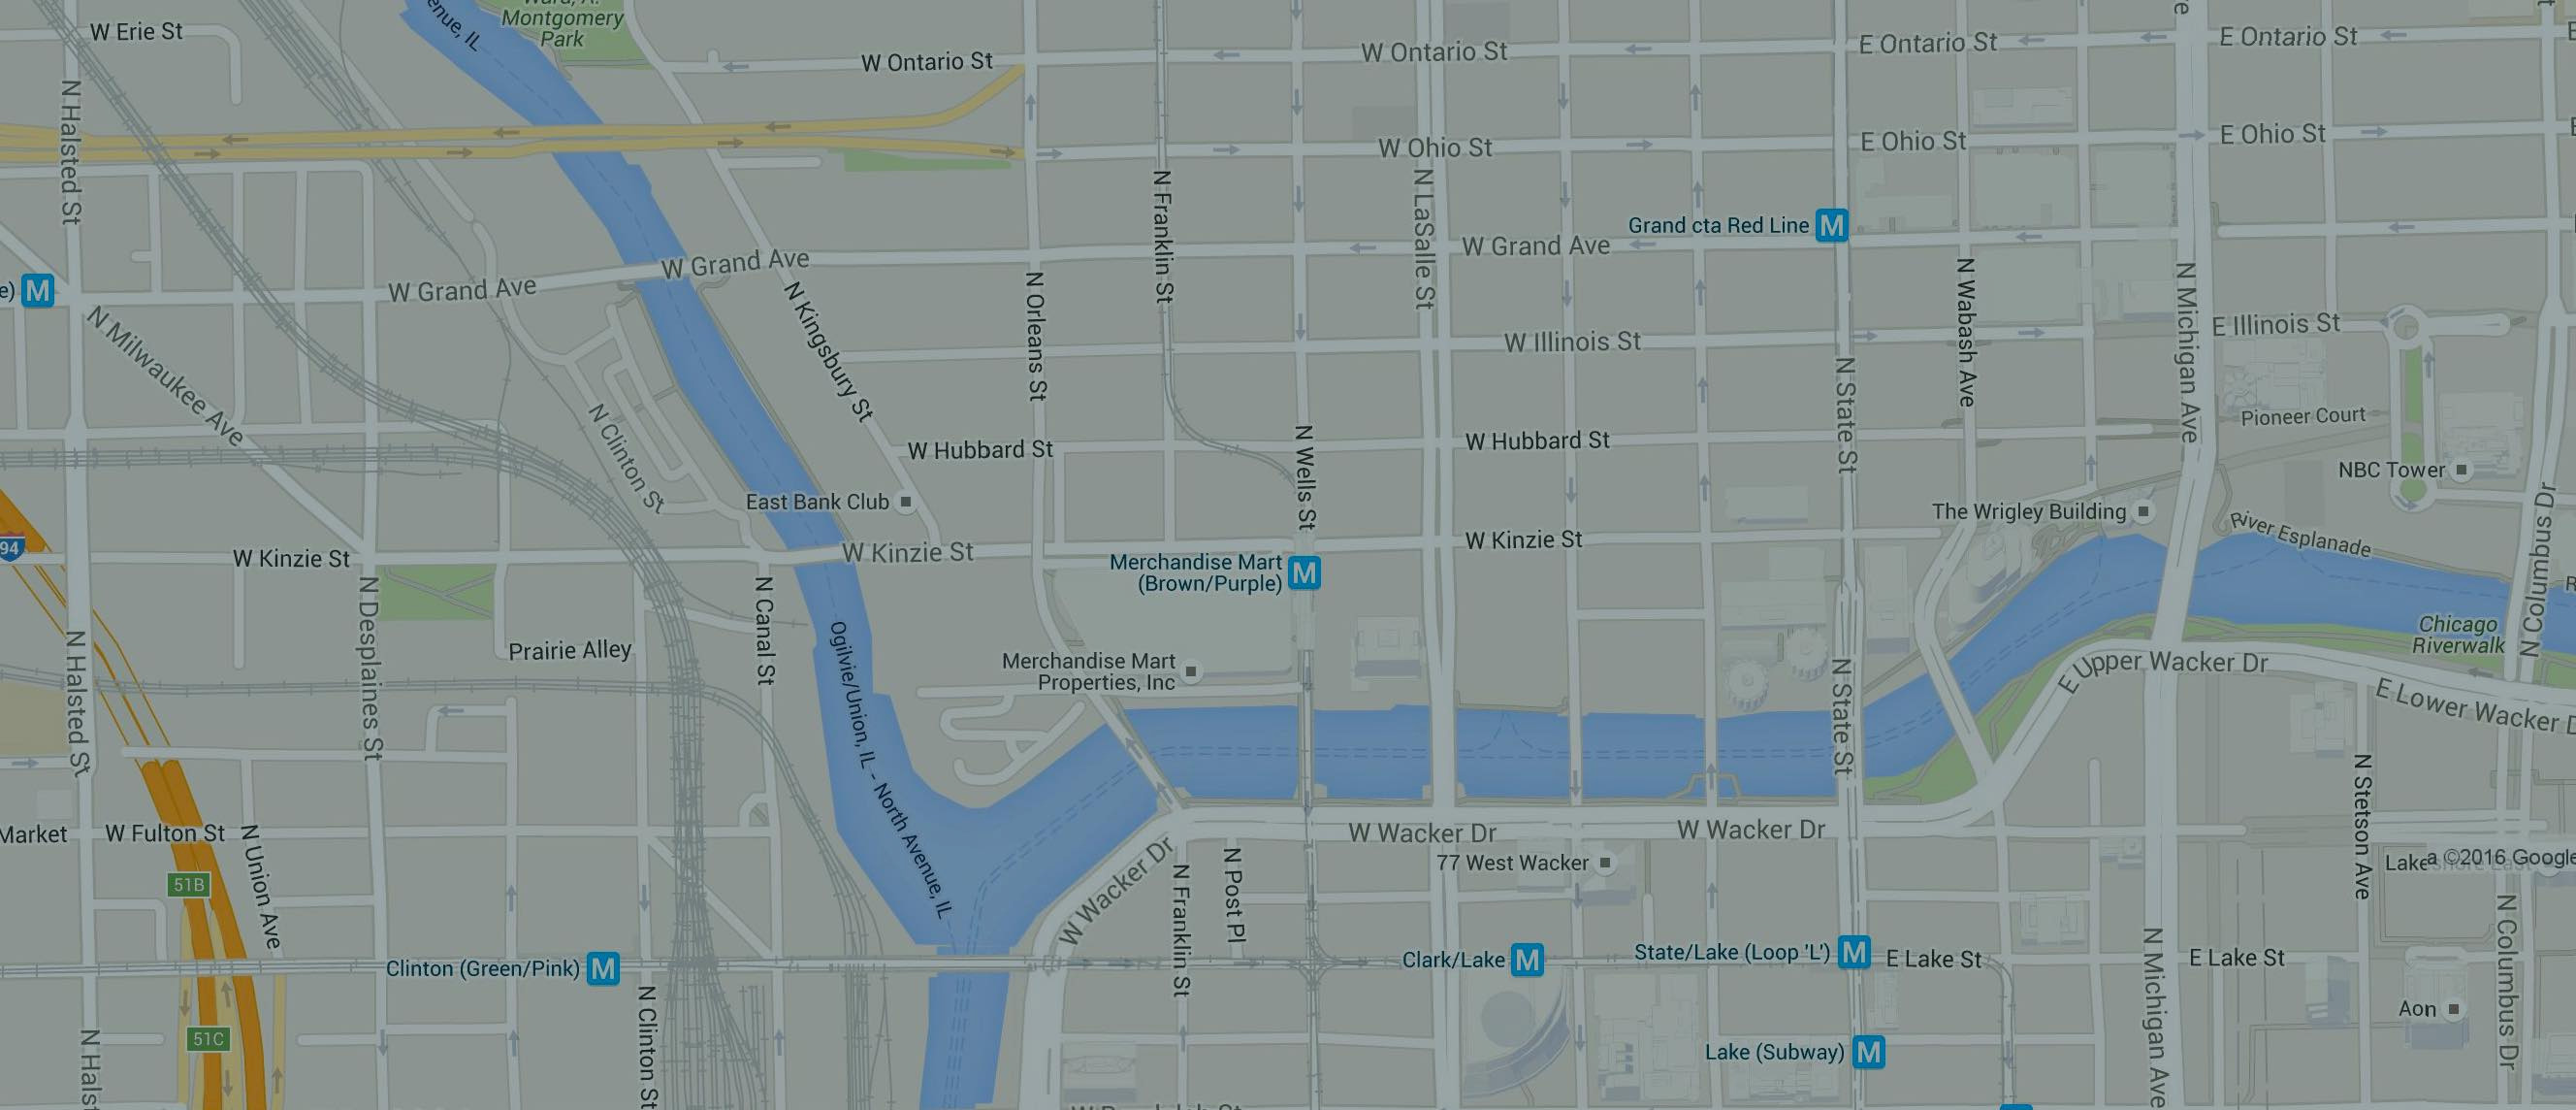 Ward, A.
Montgomery
Park
W Erie St
W Ontario St
W Ontario St
E Ontario St
E Ontario St
N Halsted St
W Ohio St
E Ohio St
E Ohio St
N Franklin St
N LaSalle St
Grand cta Red Line
M
W Grand Ave
W Grand Ave
W Grand Ave
M
N Milwaukee Ave
N Kingsbury St
N Orleans St
N Wabash Ave
N Michigan Ave
W Illinois St
E Illinois St
N State St
Pioneer Court
N Clinton St
W Hubbard St
W Hubbard St
N Wells St
NBC Tower
East Bank Club
The Wrigley Building
River Esplanade
N Columbus Dr
94
W Kinzie St
W Kinzie St
W Kinzie St
Merchandise Mart
(Brown/Purple)
M
N Desplaines St
N Canal St
Prairie Alley
Merchandise Mart
Properties, Inc
N Halsted St
N State St
Chicago
Riverwalk
E Upper Wacker Dr
E Lower Wacker D
Ogilvie/Union, IL - North Avenue, IL
Market
W Fulton St
N Union Ave
W Wacker Dr
W Wacker Dr
W Wacker Dr
77 West Wacker
N Stetson Ave
a ©2016 Google
51B
N Franklin St
N Post Pl
Clinton (Green/Pink)
M
Clark/Lake
M
State/Lake (Loop 'L')
M
E Lake St
E Lake St
N Columbus Dr
N Michigan Ave
Aon
51C
N Halst
N Clinton St
Lake (Subway)
M